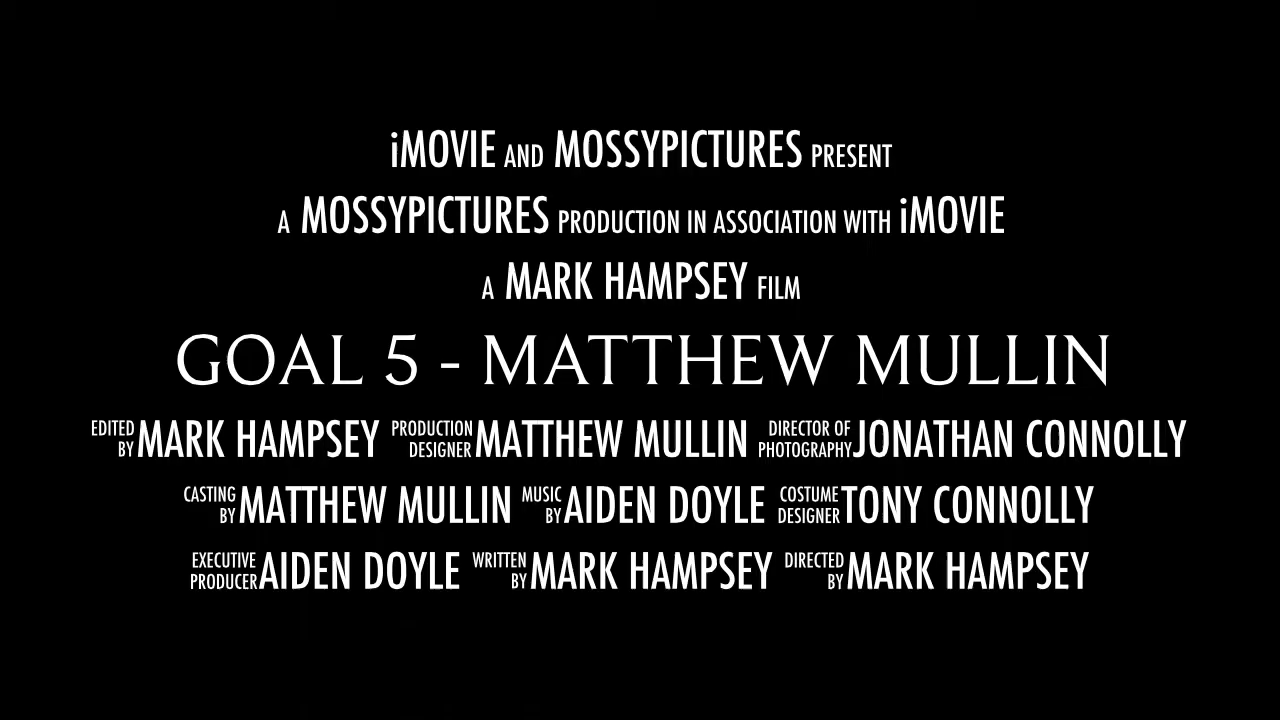 iMOVIE AND MOSSYPICTURES PRESENT
A MOSSYPICTURES PRODUCTION IN ASSOCIATION WITH iMOVIE
A MARK HAMPSEY FILM
GOAL 5 - MATTHEW MULLIN
EDITED BY MARK HAMPSEY PRODUCTION DESIGNER MATTHEW MULLIN DIRECTOR OF PHOTOGRAPHY JONATHAN CONNOLLY
CASTING BY MATTHEW MULLIN MUSIC BY AIDEN DOYLE COSTUME DESIGNER TONY CONNOLLY
EXECUTIVE PRODUCER AIDEN DOYLE WRITTEN BY MARK HAMPSEY DIRECTED BY MARK HAMPSEY